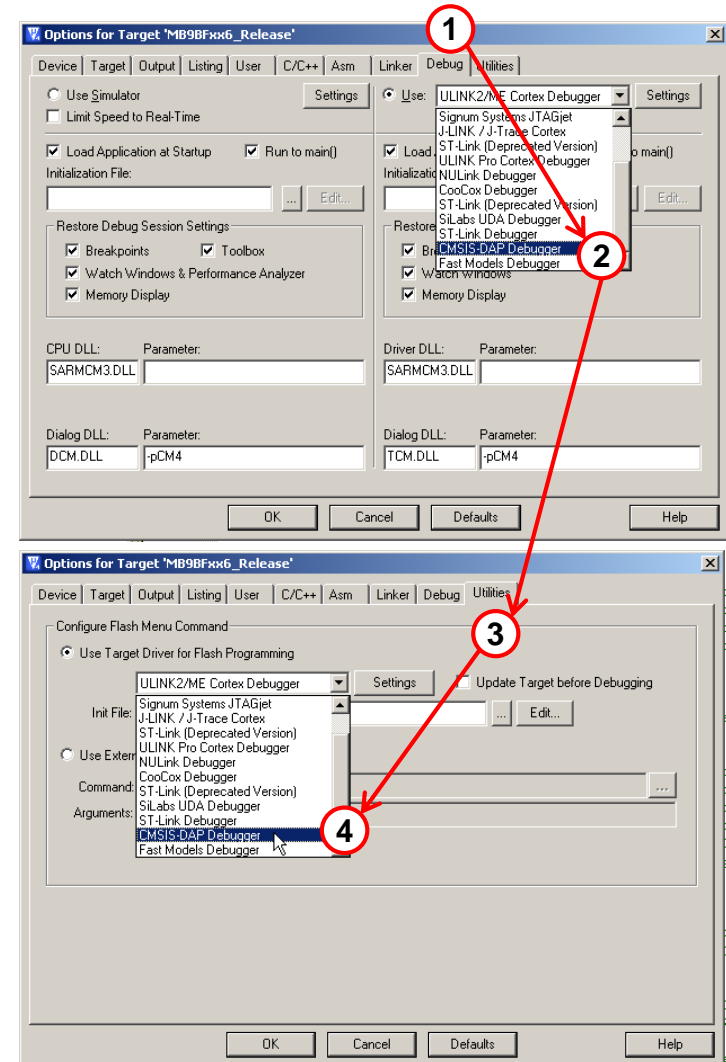 1
Options for Target 'MB9BFxx6_Release'
Device Target Output Listing User C/C++ Asm Linker Debug Utilities
Use Simulator Settings Use: ULINK2/ME Cortex Debugger Settings
Limit Speed to Real-Time
Signum Systems JTAGjet
J-LINK / J-Trace Cortex
ST-Link (Deprecated Version)
ULINK Pro Cortex Debugger
NULink Debugger
CooCox Debugger
ST-Link (Deprecated Version)
SiLabs UDA Debugger
ST-Link Debugger
CMSIS-DAP Debugger
Fast Models Debugger
2
Load Application at Startup Run to main() Load o main()
Initialization File:
... Edit... Edit...
Restore Debug Session Settings Restore
Breakpoints Toolbox
Watch Windows & Performance Analyzer Watch Windows
Memory Display Memory Display
CPU DLL: Parameter: Driver DLL: Parameter:
SARMCM3.DLL SARMCM3.DLL
Dialog DLL: Parameter: Dialog DLL: Parameter:
DCM.DLL -pCM4 TCM.DLL -pCM4
OK Cancel Defaults Help
Options for Target 'MB9BFxx6_Release'
Device Target Output Listing User C/C++ Asm Linker Debug Utilities
3
Configure Flash Menu Command
Use Target Driver for Flash Programming
ULINK2/ME Cortex Debugger Settings Update Target before Debugging
Init File: ... Edit...
Signum Systems JTAGjet
J-LINK / J-Trace Cortex
ST-Link (Deprecated Version)
ULINK Pro Cortex Debugger
NULink Debugger
CooCox Debugger
ST-Link (Deprecated Version)
SiLabs UDA Debugger
ST-Link Debugger
CMSIS-DAP Debugger
Fast Models Debugger
4
Use
Command: ...
Arguments:
OK Cancel Defaults Help